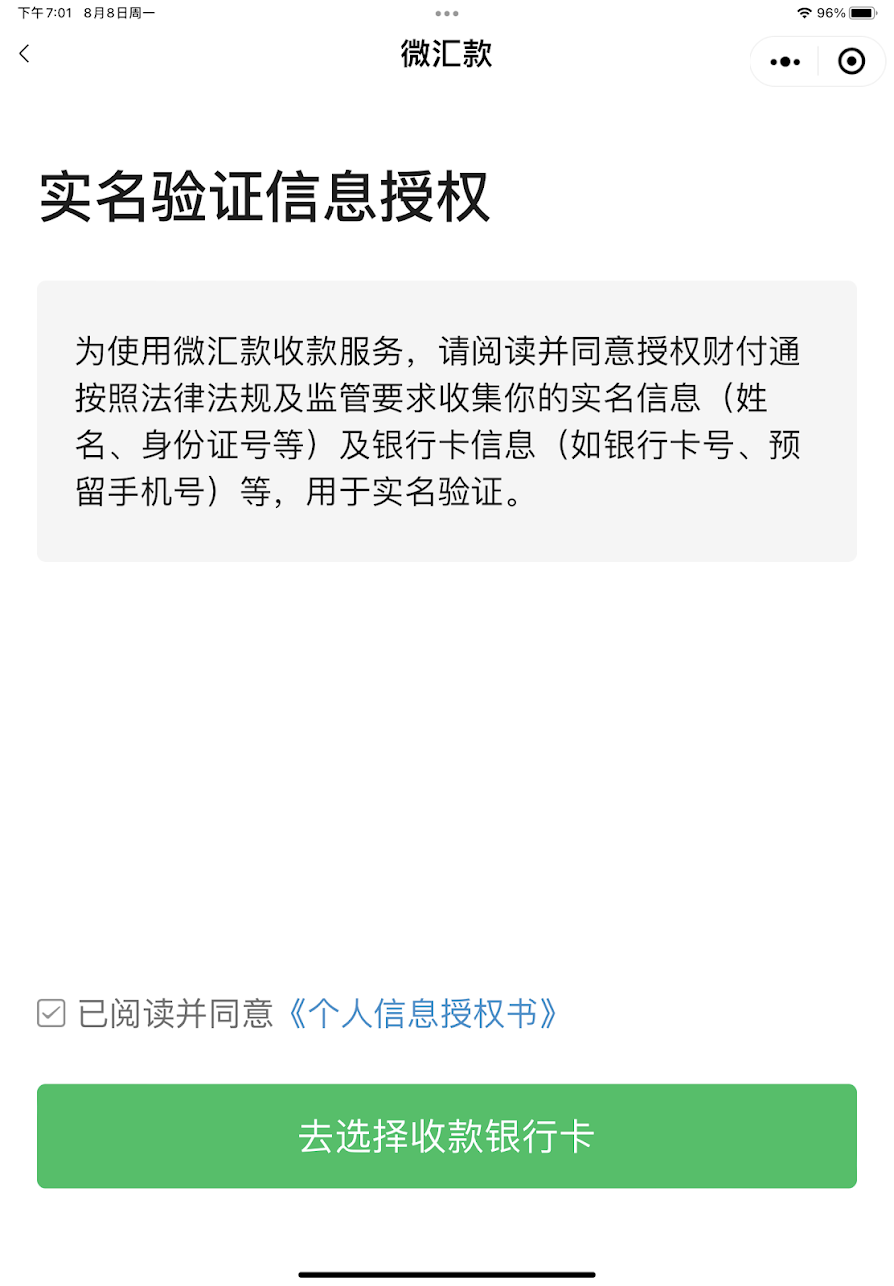 下午7:01 8月8日周一
96%
微汇款
实名验证信息授权
为使用微汇款收款服务，请阅读并同意授权财付通
按照法律法规及监管要求收集你的实名信息（姓
名、身份证号等）及银行卡信息（如银行卡号、预
留手机号）等，用于实名验证。
已阅读并同意《个人信息授权书》
去选择收款银行卡